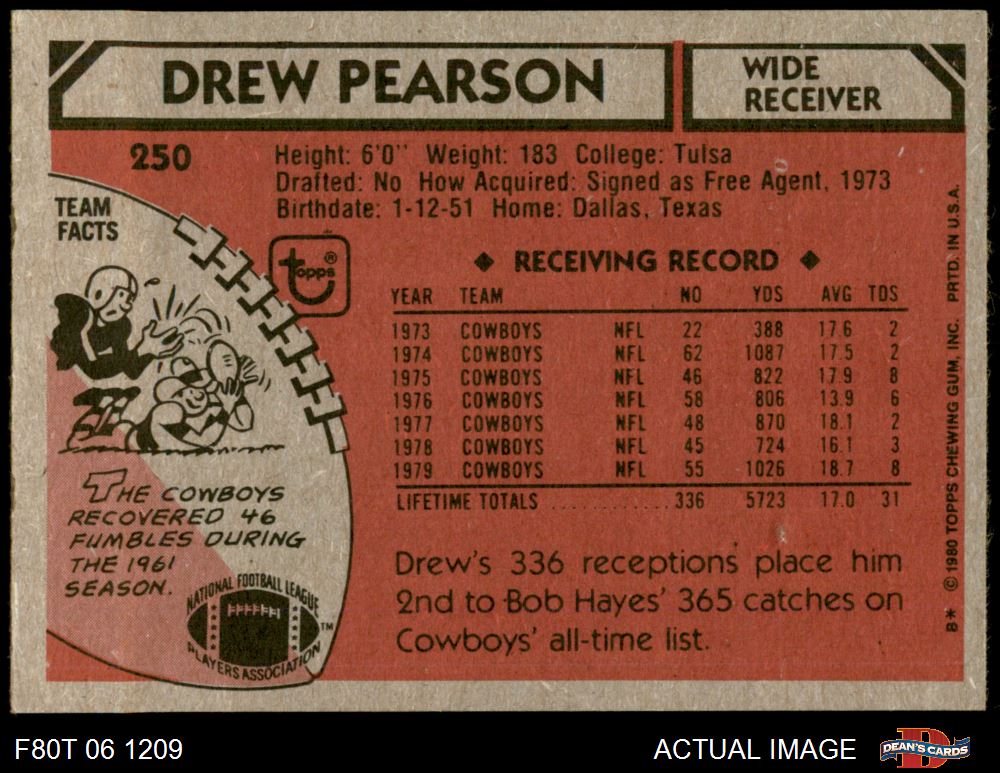 DREW PEARSON
WIDE
RECEIVER
250
Height: 6'0" Weight: 183 College: Tulsa
Drafted: No How Acquired: Signed as Free Agent, 1973
Birthdate: 1-12-51 Home: Dallas, Texas
TEAM
FACTS
topps®
◆ RECEIVING RECORD ◆
YEAR TEAM NO YDS AVG TDS
1973 COWBOYS NFL 22 388 17.6 2
1974 COWBOYS NFL 62 1087 17.5 2
1975 COWBOYS NFL 46 822 17.9 8
1976 COWBOYS NFL 58 806 13.9 6
1977 COWBOYS NFL 48 870 18.1 2
1978 COWBOYS NFL 45 724 16.1 3
1979 COWBOYS NFL 55 1026 18.7 8
LIFETIME TOTALS ............ 336 5723 17.0 31
THE COWBOYS
RECOVERED 46
FUMBLES DURING
THE 1961
SEASON.
NATIONAL FOOTBALL LEAGUE
PLAYERS ASSOCIATION
TM
Drew's 336 receptions place him
2nd to Bob Hayes' 365 catches on
Cowboys' all-time list.
B* © 1980 TOPPS CHEWING GUM, INC. PRTD. IN U.S.A.
F80T 06 1209
ACTUAL IMAGE
DEAN'S CARDS